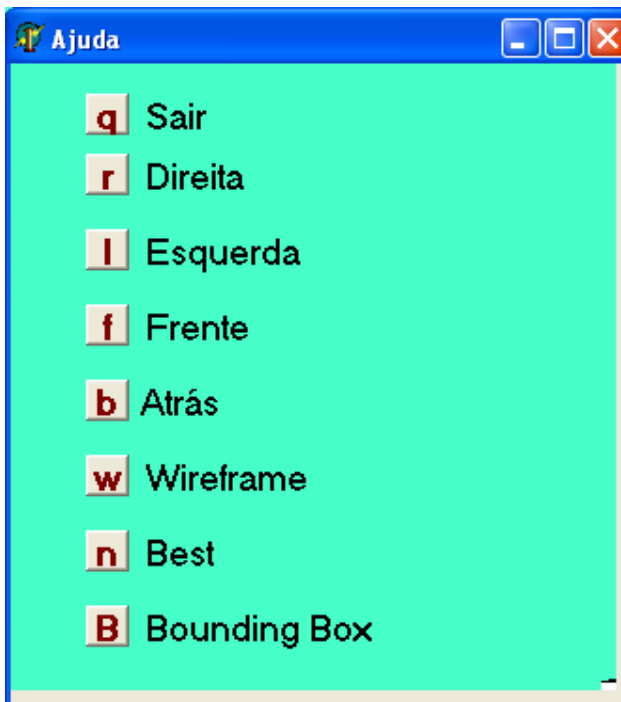 Ajuda
q Sair
r Direita
l Esquerda
f Frente
b Atrás
w Wireframe
n Best
B Bounding Box